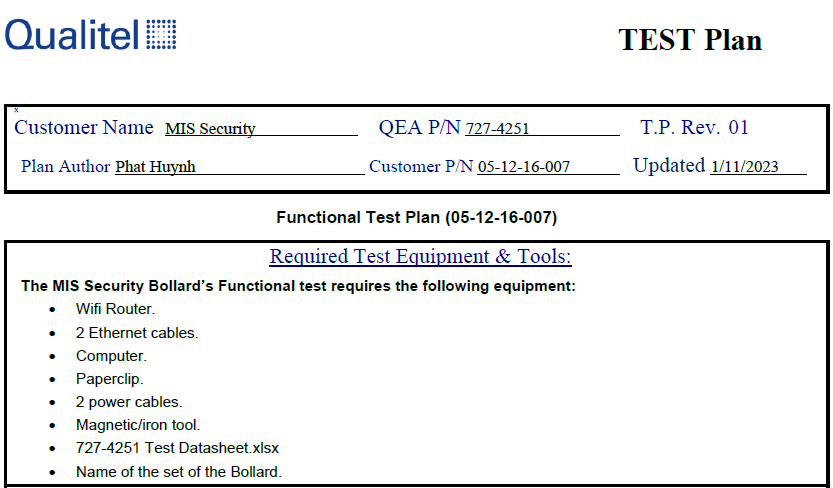 Qualitel
TEST Plan
x
Customer Name MIS Security QEA P/N 727-4251 T.P. Rev. 01
Plan Author Phat Huynh Customer P/N 05-12-16-007 Updated 1/11/2023
Functional Test Plan (05-12-16-007)
Required Test Equipment & Tools:
The MIS Security Bollard's Functional test requires the following equipment:
• Wifi Router.
• 2 Ethernet cables.
• Computer.
• Paperclip.
• 2 power cables.
• Magnetic/iron tool.
• 727-4251 Test Datasheet.xlsx
• Name of the set of the Bollard.